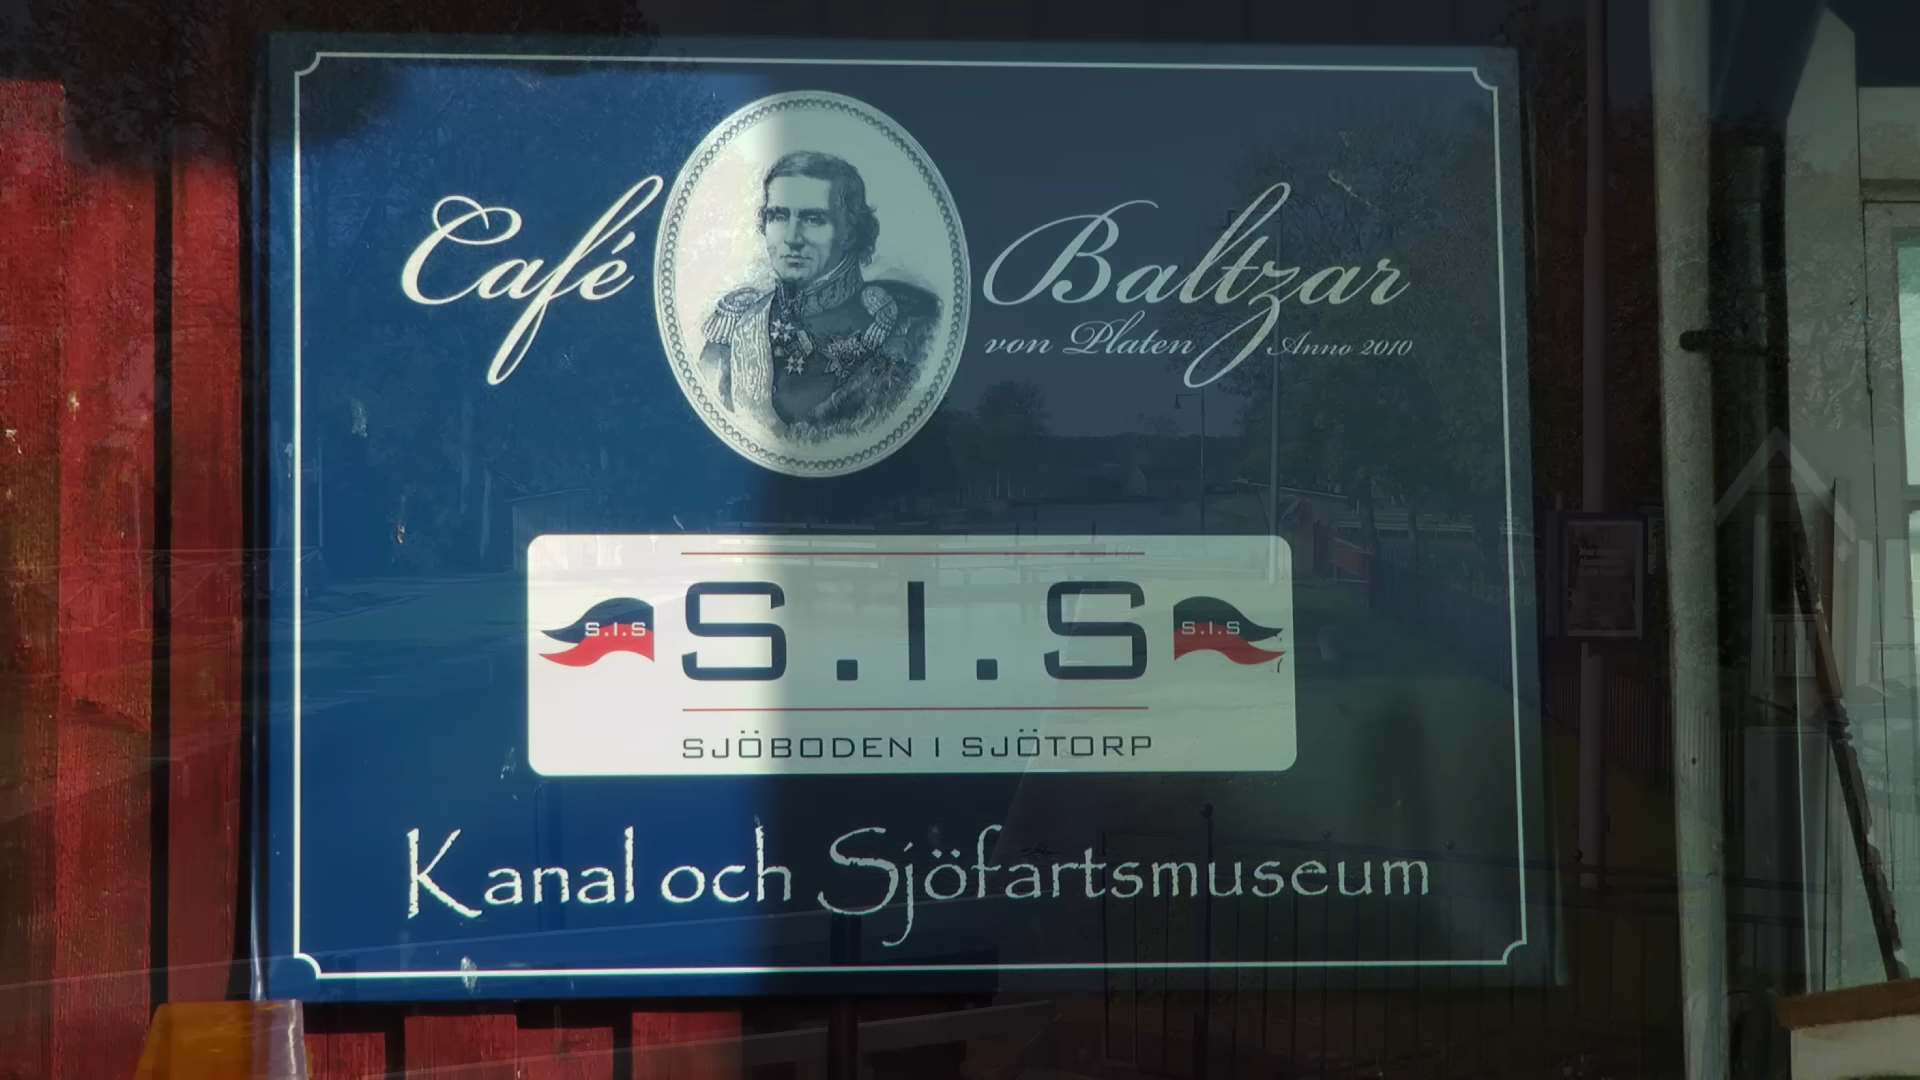 Café Baltzar
von Platen Anno 2010
S.I.S S.I.S S.I.S
SJÖBODEN I SJÖTORP
Kanal och Sjöfartsmuseum